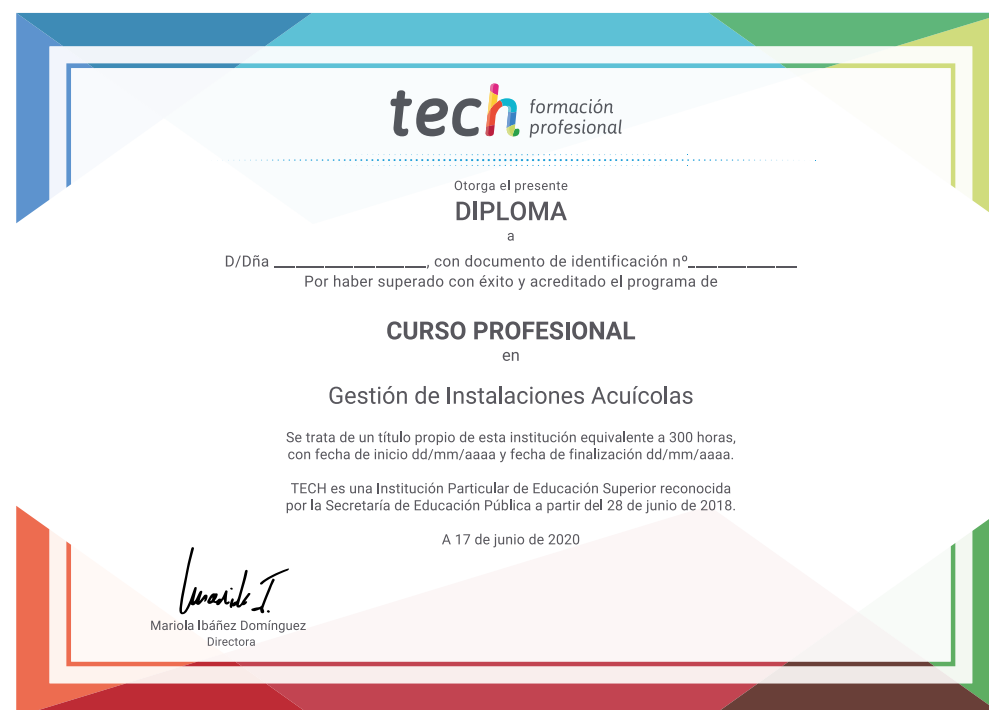 tech formación
profesional
Otorga el presente
DIPLOMA
a
D/Dña ______________, con documento de identificación nº__________
Por haber superado con éxito y acreditado el programa de
CURSO PROFESIONAL
en
Gestión de Instalaciones Acuícolas
Se trata de un título propio de esta institución equivalente a 300 horas,
con fecha de inicio dd/mm/aaaa y fecha de finalización dd/mm/aaaa.
TECH es una Institución Particular de Educación Superior reconocida
por la Secretaría de Educación Pública a partir del 28 de junio de 2018.
A 17 de junio de 2020
Mariola Ibáñez Domínguez
Directora